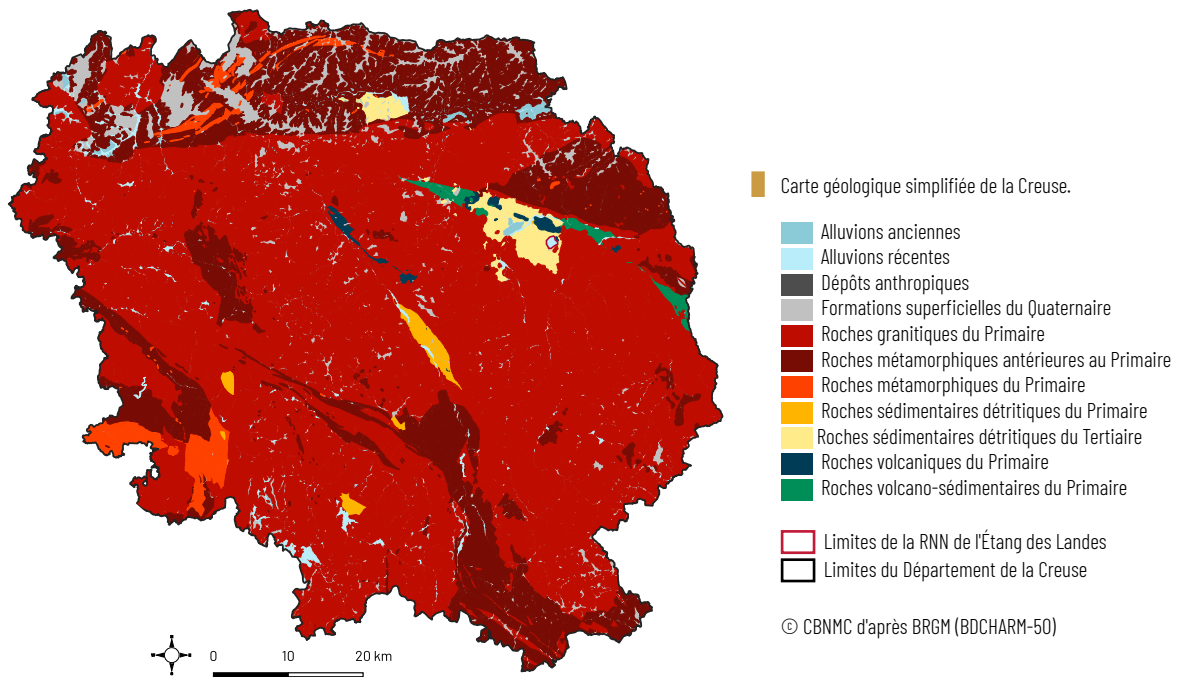 Carte géologique simplifiée de la Creuse.
Alluvions anciennes
Alluvions récentes
Dépôts anthropiques
Formations superficielles du Quaternaire
Roches granitiques du Primaire
Roches métamorphiques antérieures au Primaire
Roches métamorphiques du Primaire
Roches sédimentaires détritiques du Primaire
Roches sédimentaires détritiques du Tertiaire
Roches volcaniques du Primaire
Roches volcano-sédimentaires du Primaire
Limites de la RNN de l'Étang des Landes
Limites du Département de la Creuse
© CBNMC d'après BRGM (BDCHARM-50)
0 10 20 km